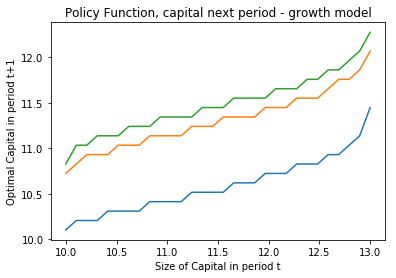 Policy Function, capital next period - growth model
Optimal Capital in period t+1
12.0
11.5
11.0
10.5
10.0
10.0 10.5 11.0 11.5 12.0 12.5 13.0
Size of Capital in period t